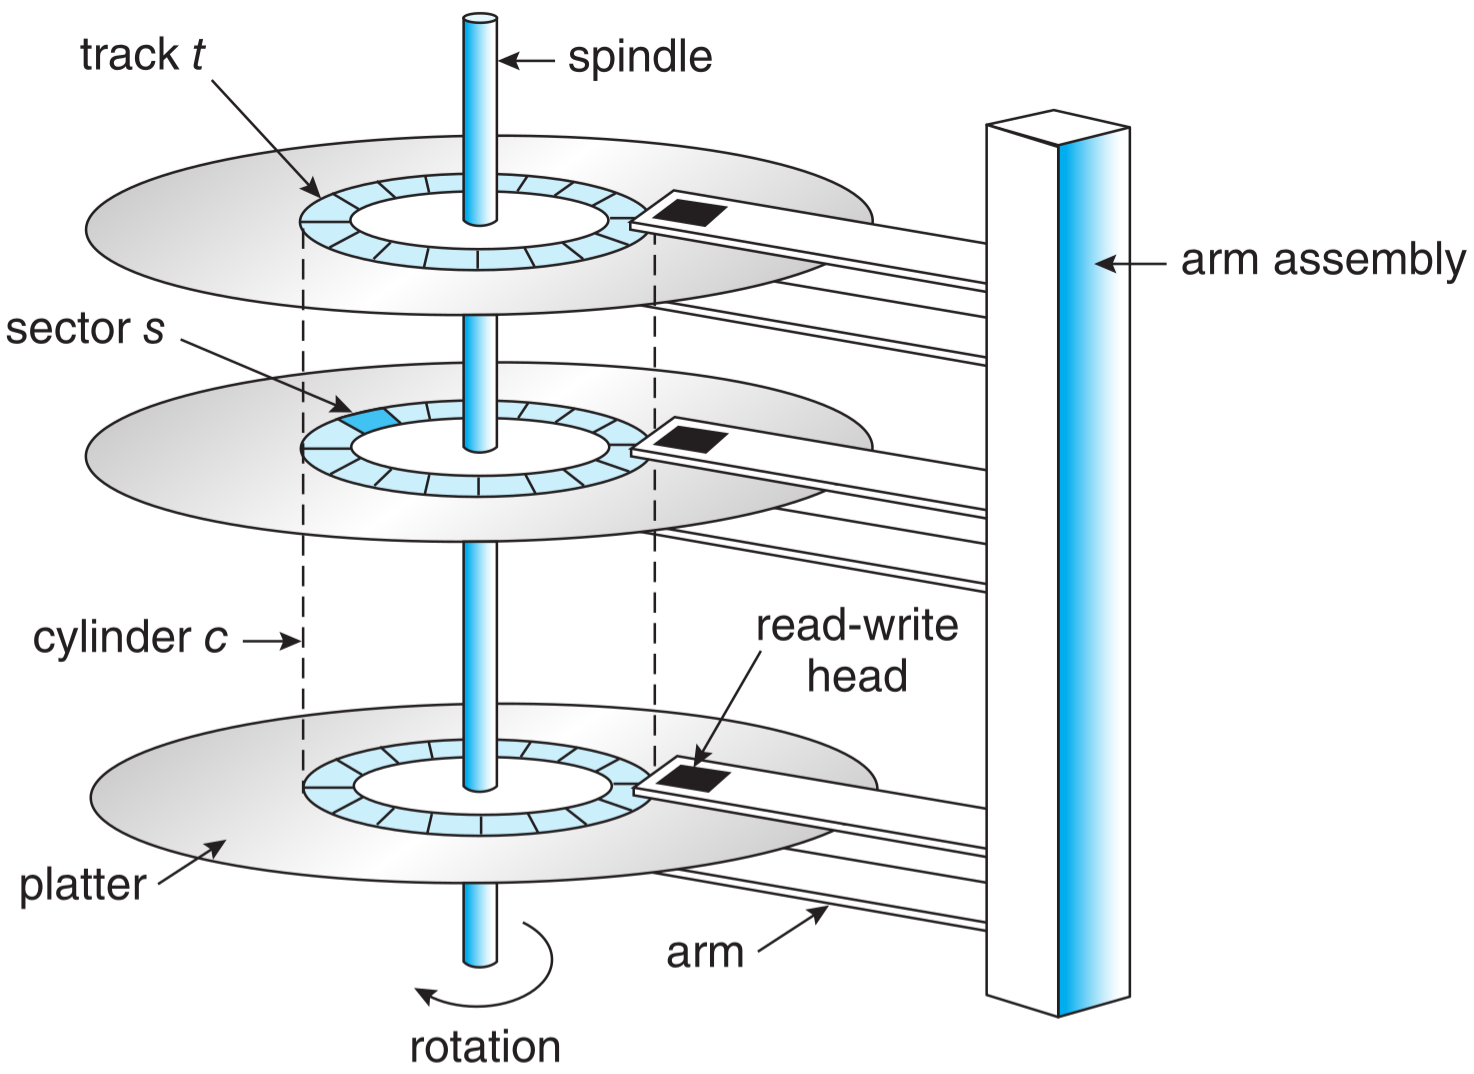 track t
spindle
arm assembly
sector s
cylinder c
read-write
head
platter
arm
rotation